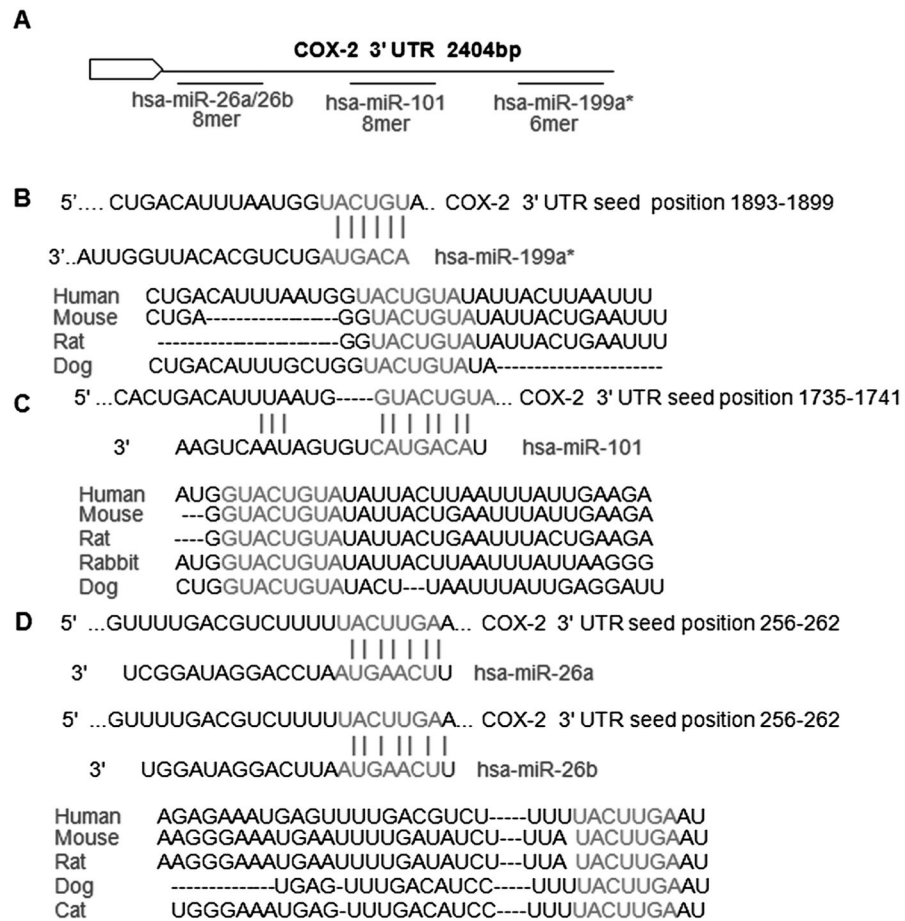 A
COX-2 3' UTR 2404bp
hsa-miR-26a/26b hsa-miR-101 hsa-miR-199a*
8mer 8mer 6mer
B 5'.... CUGACAUUUAAUGGUACUGUA.. COX-2 3' UTR seed position 1893-1899
3'..AUUGGUUACACGUCUGAUGACA hsa-miR-199a*
Human CUGACAUUUAAUGGUACUGUAUAUUACUUAAUUU
Mouse CUGA-----------------GGUACUGUAUAUUACUGAAUUU
Rat -----------------------GGUACUGUAUAUUACUGAAUUU
Dog CUGACAUUUGCUGGUACUGUAUA---------------------
C 5' ...CACUGACAUUUAAUG-----GUACUGUA... COX-2 3' UTR seed position 1735-1741
3' AAGUCAAUAGUGUCAUGACAU hsa-miR-101
Human AUGGUACUGUAUAUUACUUAAUUUAUUGAAGA
Mouse ---GGUACUGUAUAUUACUGAAUUUAUUGAAGA
Rat ----GGUACUGUAUAUUACUGAAUUUAUUGAAGA
Rabbit AUGGUACUGUAUAUUACUUAAUUUAUUAAGGG
Dog CUGGUACUGUAUACU---UAAUUUAUUGAGGAUU
D 5' ...GUUUUGACGUCUUUUUACUUGAA... COX-2 3' UTR seed position 256-262
3' UCGGAUAGGACCUAAUGAACUU hsa-miR-26a
5' ...GUUUUGACGUCUUUUUACUUGAA... COX-2 3' UTR seed position 256-262
3' UGGAUAGGACUUAAUGAACUU hsa-miR-26b
Human AGAGAAAUGAGUUUUGACGUCU-----UUUUACUUGAAU
Mouse AAGGGAAAUGAAUUUUGAUAUCU---UUA UACUUGAAU
Rat AAGGGAAAUGAAUUUUGAUAUCU---UUA UACUUGAAU
Dog -------------UGAG-UUUGACAUCC-----UUUUACUUGAAU
Cat UGGGAAAUGAG-UUUGACAUCC----UUUUACUUGAAU